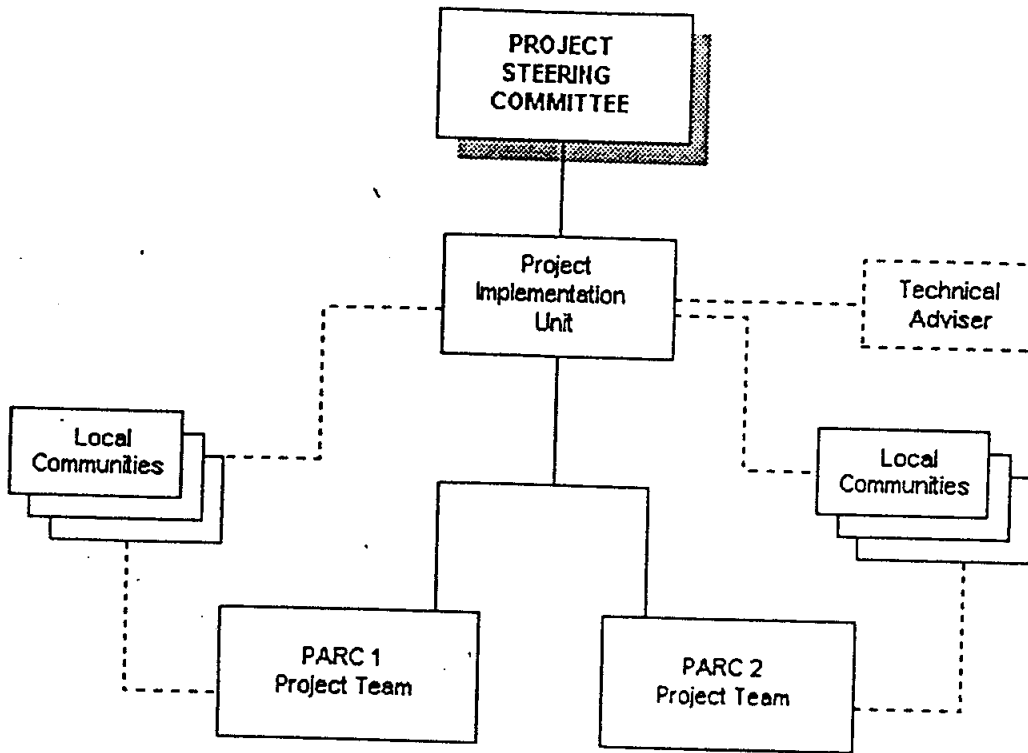 PROJECT
STEERING
COMMITTEE
Project
Implementation
Unit
Technical
Adviser
Local
Communities
Local
Communities
PARC 1
Project Team
PARC 2
Project Team